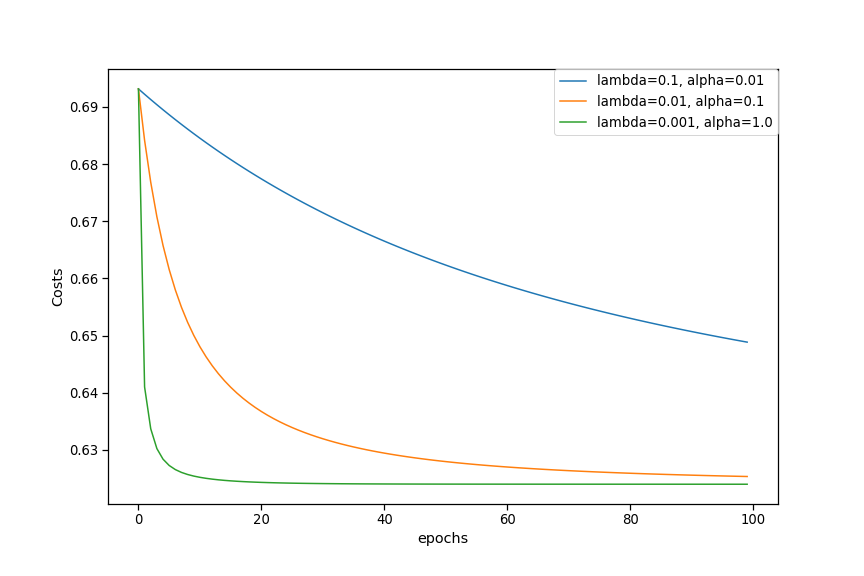 lambda=0.1, alpha=0.01
lambda=0.01, alpha=0.1
lambda=0.001, alpha=1.0
0.69
0.68
0.67
0.66
0.65
0.64
0.63
Costs
0 20 40 60 80 100
epochs